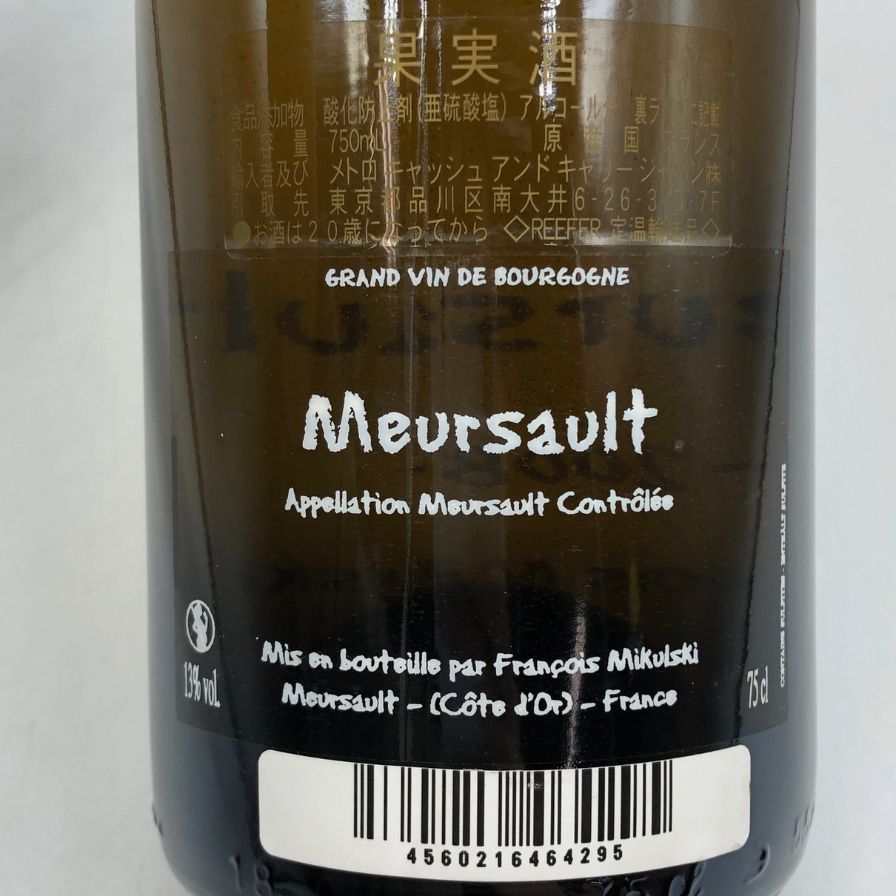 果実酒
食品添加物 酸化防止剤(亜硫酸塩) アルコール分 裏ラベルに記載
内容量 750mL 原産国 フランス
輸入者及び メトロ キャッシュ アンド キャリー ジャパン㈱
引取先 東京都品川区南大井6-26-3 7F
●お酒は20歳になってから ◇REEFER 定温輸送品◇
GRAND VIN DE BOURGOGNE
Meursault
Appellation Meursault Contrôlée
Mis en bouteille par François Mikulski
Meursault – (Côte d'Or) – France
13% vol.
75 cl
CONTAINS SULPHITES - ENTHÄLT SULFITE
4560216464295